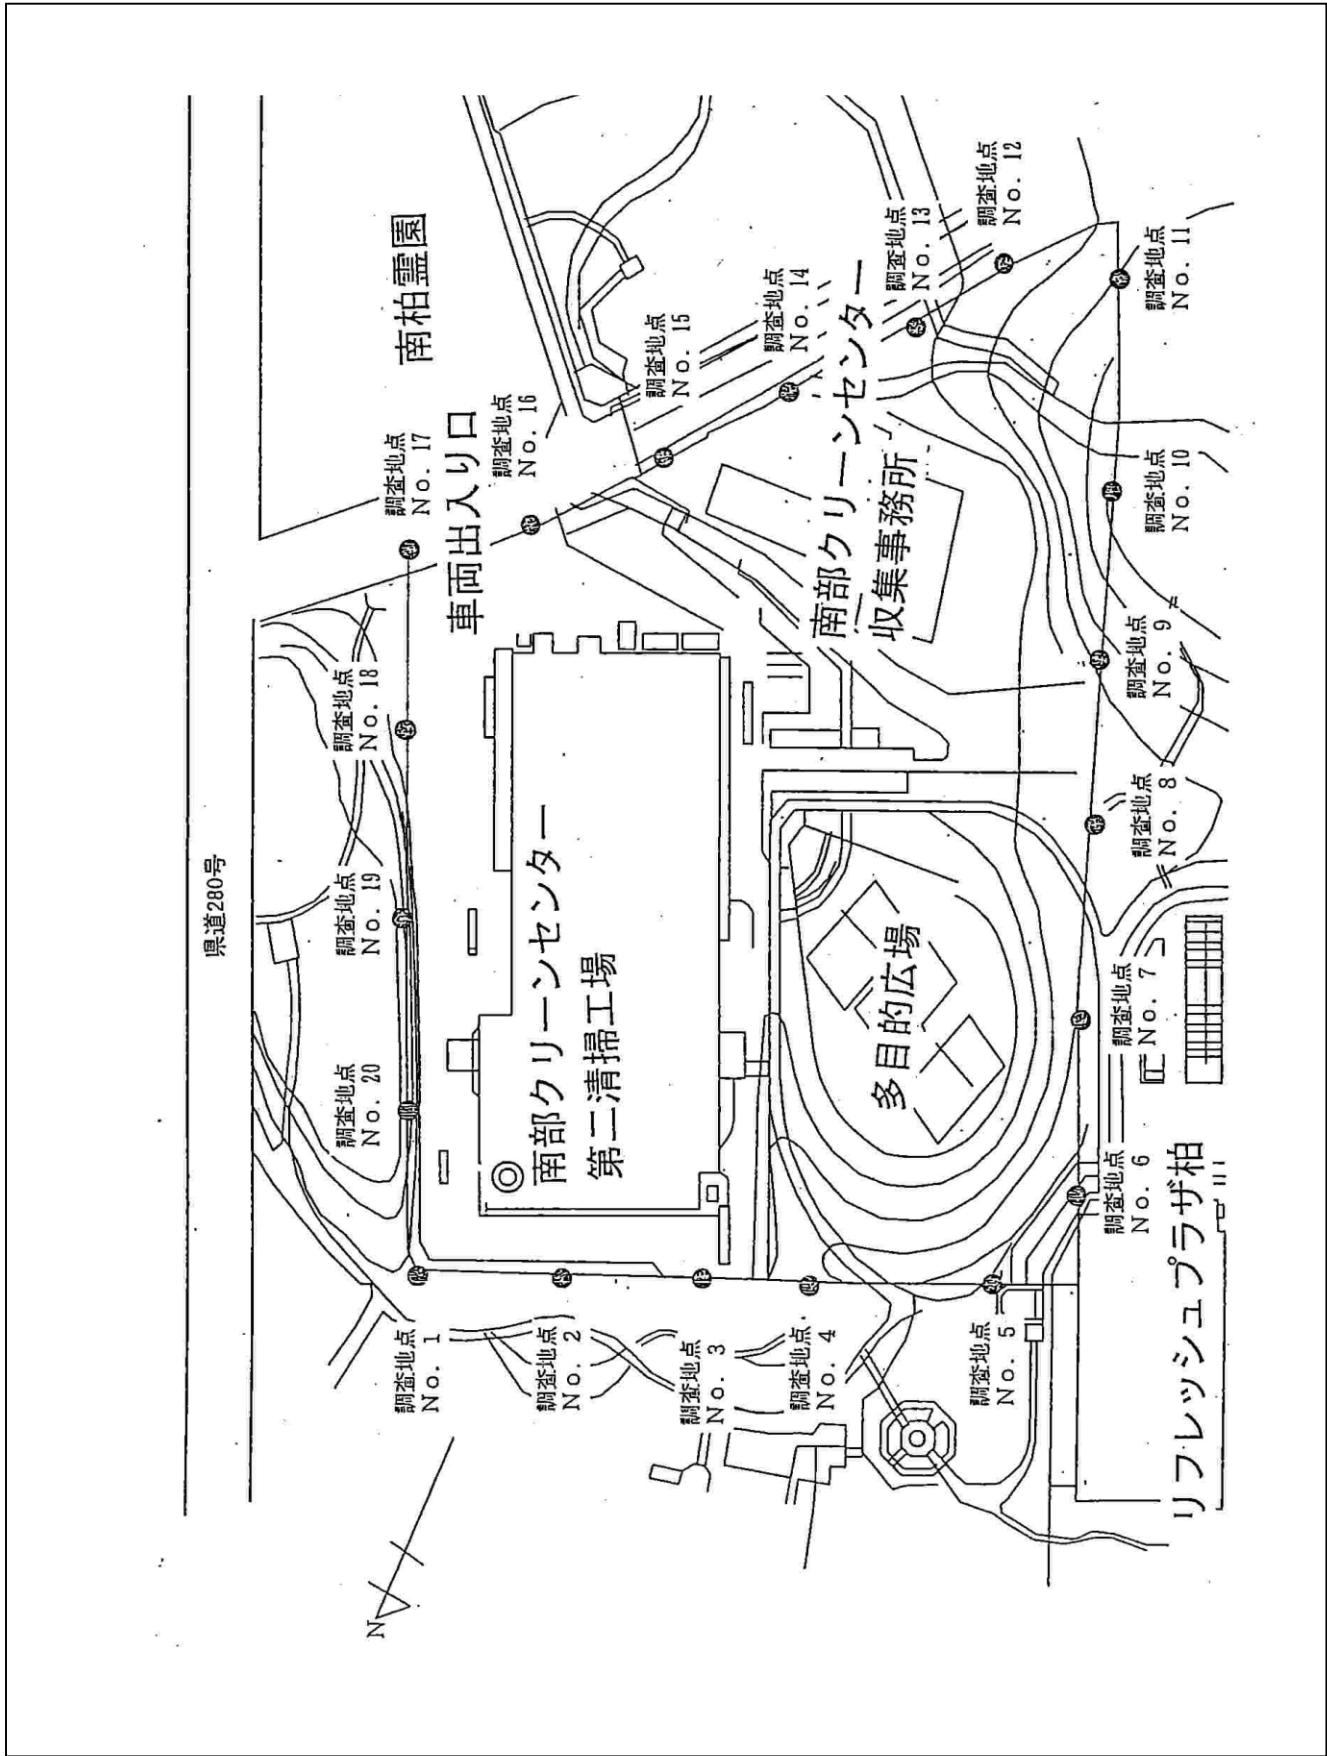 県道280号
南柏霊園
車両出入り口
南部クリーンセンター
第二清掃工場
南部クリーンセンター
収集事務所
多目的広場
リフレッシュプラザ柏
N
調査地点
No. 1
調査地点
No. 2
調査地点
No. 3
調査地点
No. 4
調査地点
No. 5
調査地点
No. 6
調査地点
No. 7
調査地点
No. 8
調査地点
No. 9
調査地点
No. 10
調査地点
No. 11
調査地点
No. 12
調査地点
No. 13
調査地点
No. 14
調査地点
No. 15
調査地点
No. 16
調査地点
No. 17
調査地点
No. 18
調査地点
No. 19
調査地点
No. 20